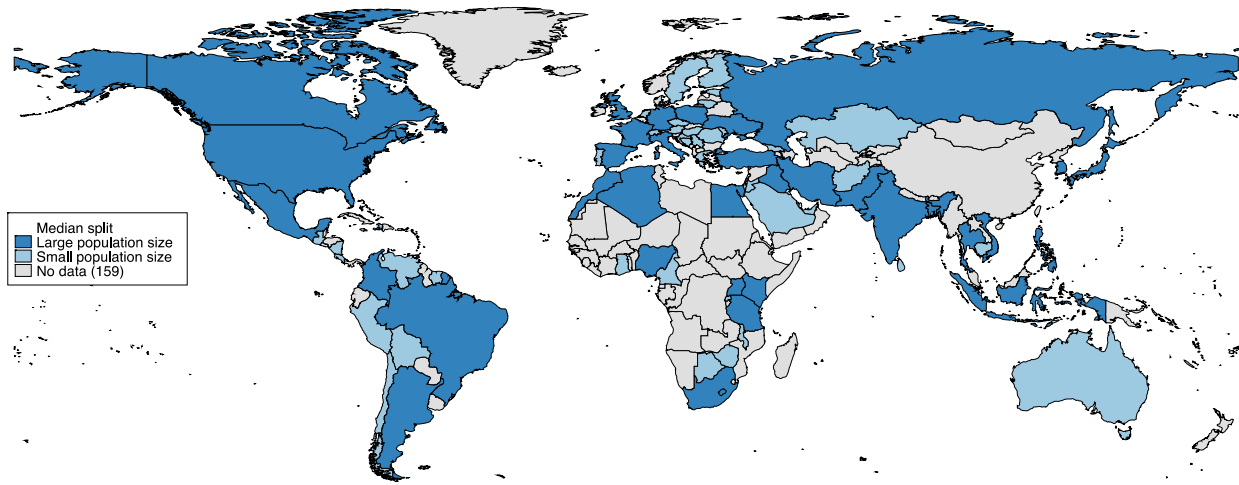 Median split
Large population size
Small population size
No data (159)